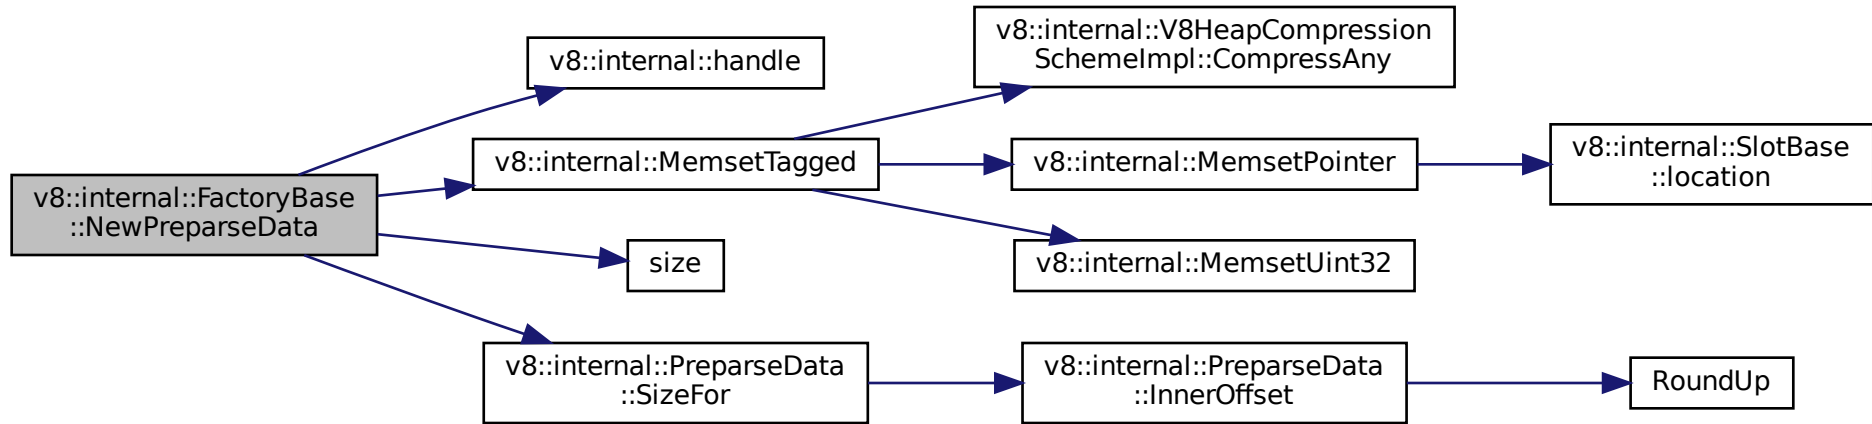 v8::internal::FactoryBase
::NewPreparseData
v8::internal::handle
v8::internal::MemsetTagged
size
v8::internal::PreparseData
::SizeFor
v8::internal::V8HeapCompression
SchemeImpl::CompressAny
v8::internal::MemsetPointer
v8::internal::MemsetUint32
v8::internal::PreparseData
::InnerOffset
v8::internal::SlotBase
::location
RoundUp